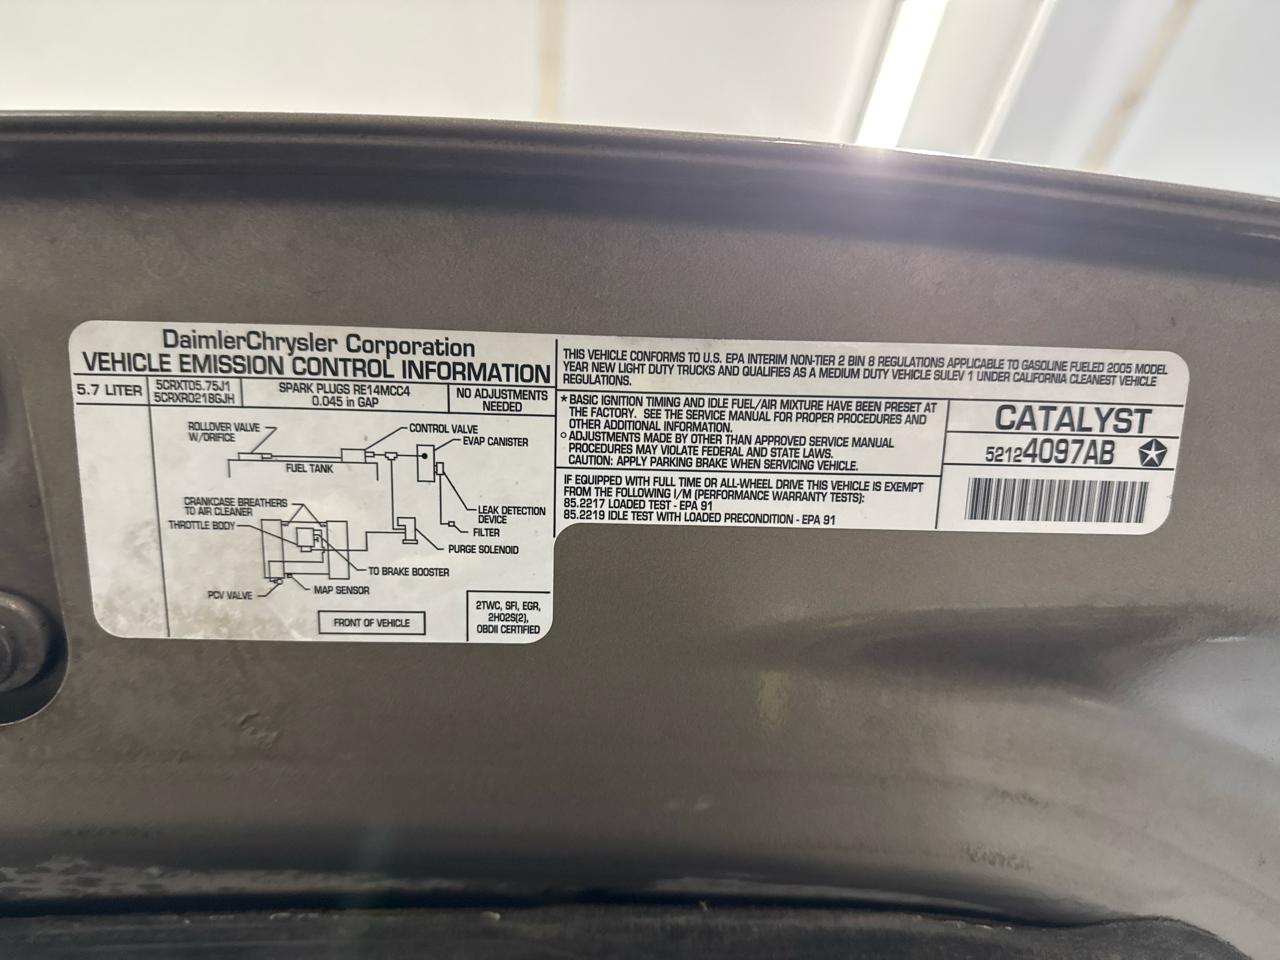 DaimlerChrysler Corporation
VEHICLE EMISSION CONTROL INFORMATION
5.7 LITER
5CRXT05.75J1
5CRXR0218GJH
SPARK PLUGS RE14MCC4
0.045 in GAP
NO ADJUSTMENTS
NEEDED
ROLLOVER VALVE
W/ORIFICE
CONTROL VALVE
EVAP CANISTER
FUEL TANK
CRANKCASE BREATHERS
TO AIR CLEANER
THROTTLE BODY
LEAK DETECTION
DEVICE
FILTER
PURGE SOLENOID
TO BRAKE BOOSTER
MAP SENSOR
PCV VALVE
FRONT OF VEHICLE
2TWC, SFI, EGR,
2HO2S(2),
OBDII CERTIFIED
THIS VEHICLE CONFORMS TO U.S. EPA INTERIM NON-TIER 2 BIN 8 REGULATIONS APPLICABLE TO GASOLINE FUELED 2005 MODEL
YEAR NEW LIGHT DUTY TRUCKS AND QUALIFIES AS A MEDIUM DUTY VEHICLE SULEV 1 UNDER CALIFORNIA CLEANEST VEHICLE
REGULATIONS.
* BASIC IGNITION TIMING AND IDLE FUEL/AIR MIXTURE HAVE BEEN PRESET AT
THE FACTORY. SEE THE SERVICE MANUAL FOR PROPER PROCEDURES AND
OTHER ADDITIONAL INFORMATION.
○ ADJUSTMENTS MADE BY OTHER THAN APPROVED SERVICE MANUAL
PROCEDURES MAY VIOLATE FEDERAL AND STATE LAWS.
CAUTION: APPLY PARKING BRAKE WHEN SERVICING VEHICLE.
IF EQUIPPED WITH FULL TIME OR ALL-WHEEL DRIVE THIS VEHICLE IS EXEMPT
FROM THE FOLLOWING I/M (PERFORMANCE WARRANTY TESTS):
85.2217 LOADED TEST - EPA 91
85.2219 IDLE TEST WITH LOADED PRECONDITION - EPA 91
CATALYST
52124097AB